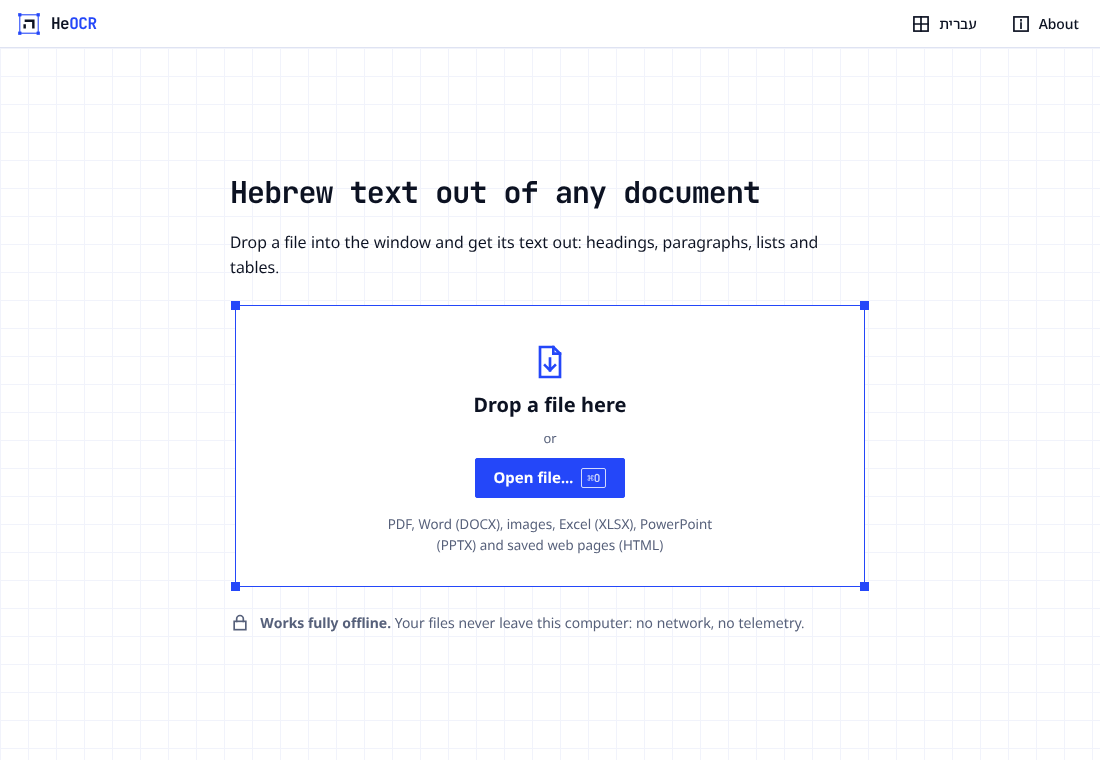 HeOCR
עברית
About
Hebrew text out of any document
Drop a file into the window and get its text out: headings, paragraphs, lists and
tables.
Drop a file here
or
Open file... ⌘O
PDF, Word (DOCX), images, Excel (XLSX), PowerPoint
(PPTX) and saved web pages (HTML)
Works fully offline. Your files never leave this computer: no network, no telemetry.